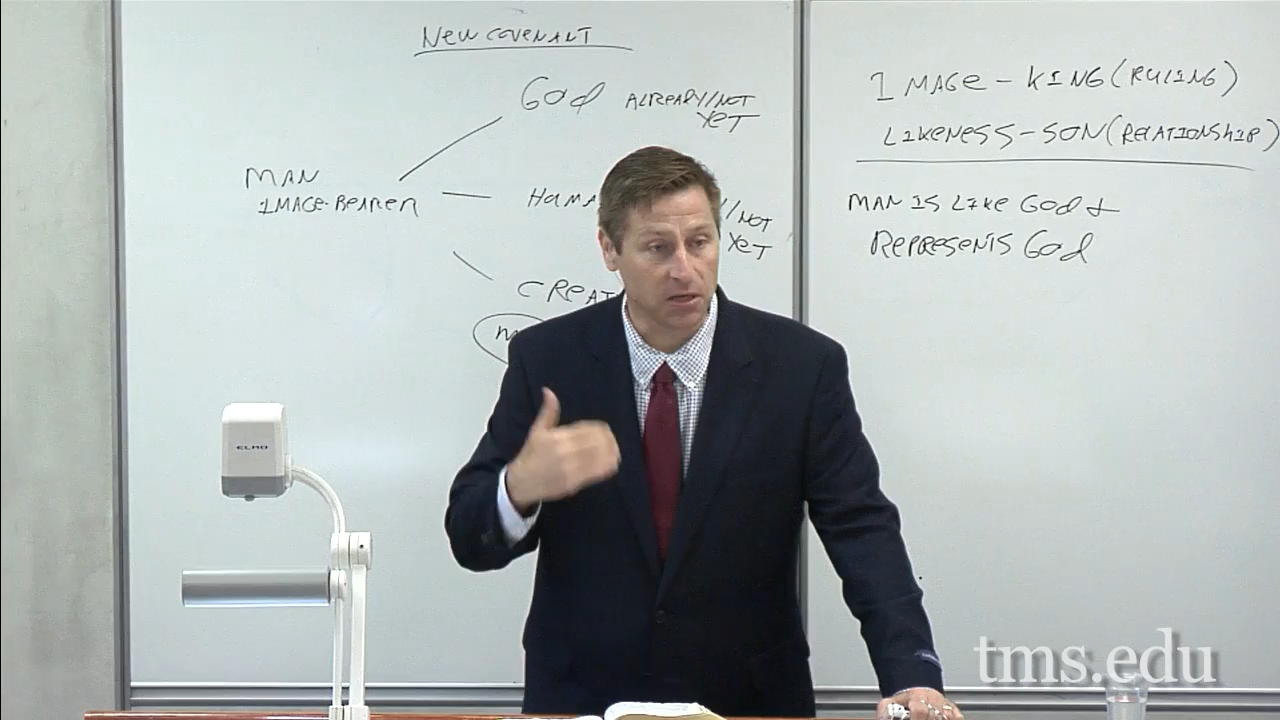 NEW COVENANT
GOD ALREADY/NOT
YET
MAN
IMAGE-BEARER
/NOT
YET
IMAGE - KING (RULING)
LIKENESS - SON (RELATIONSHIP)
MAN IS LIKE GOD &
REPRESENTS GOD
ELMO
tms.edu